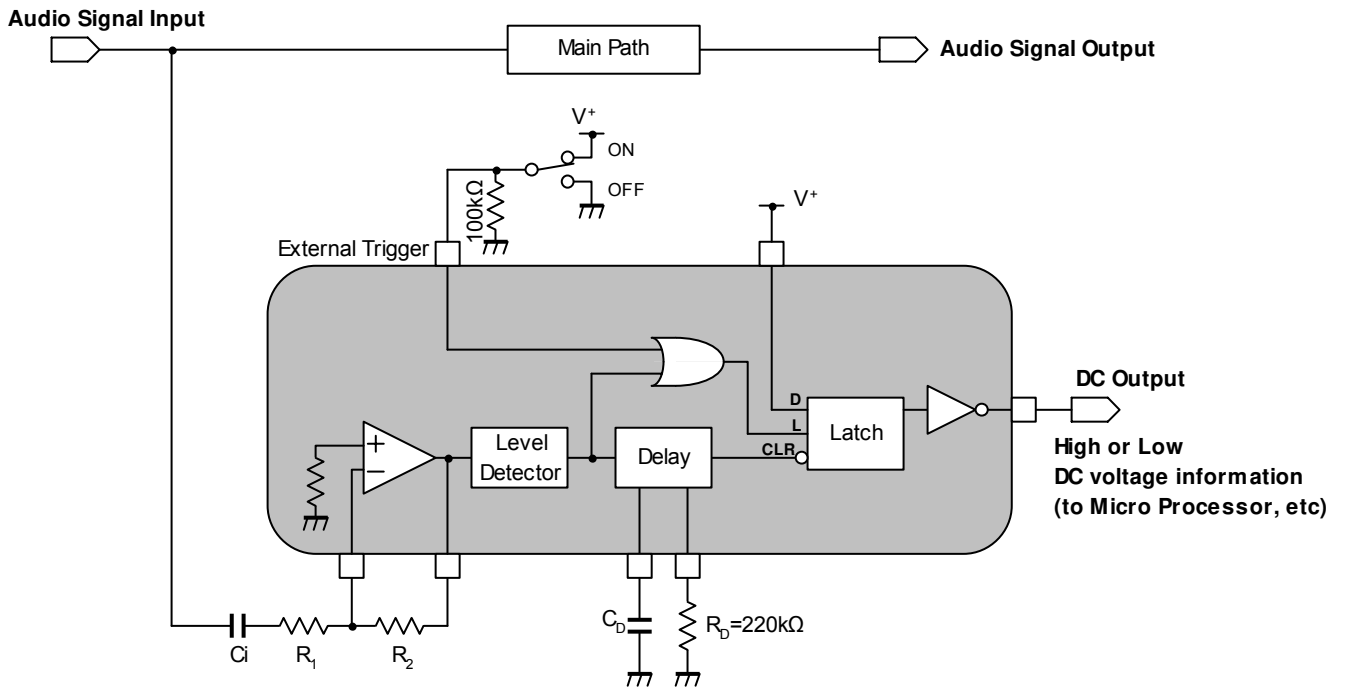 Audio Signal Input
Main Path
Audio Signal Output
V+
ON
OFF
100kΩ
V+
External Trigger
DC Output
D
L
CLR
Latch
Level
Detector
Delay
+
−
High or Low
DC voltage information
(to Micro Processor, etc)
Ci
R1
R2
CD
RD=220kΩ